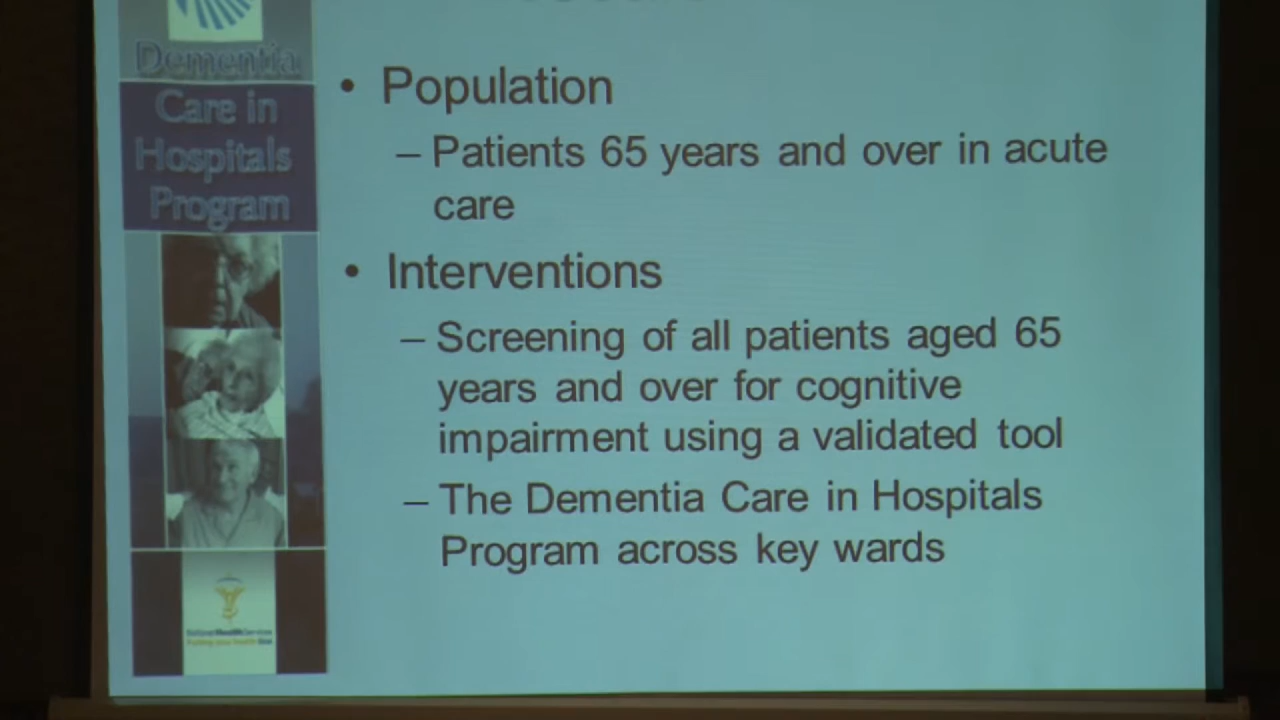 Dementia
Care in
Hospitals
Program
• Population
– Patients 65 years and over in acute
care
• Interventions
– Screening of all patients aged 65
years and over for cognitive
impairment using a validated tool
– The Dementia Care in Hospitals
Program across key wards